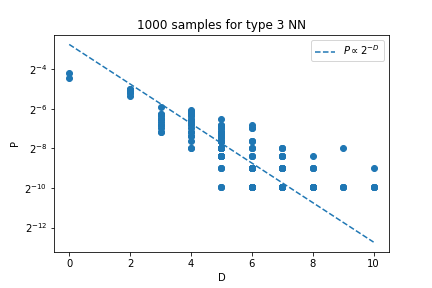 1000 samples for type 3 NN
P ∝ 2^{-D}
2^{-4}
2^{-6}
2^{-8}
2^{-10}
2^{-12}
P
0 2 4 6 8 10
D